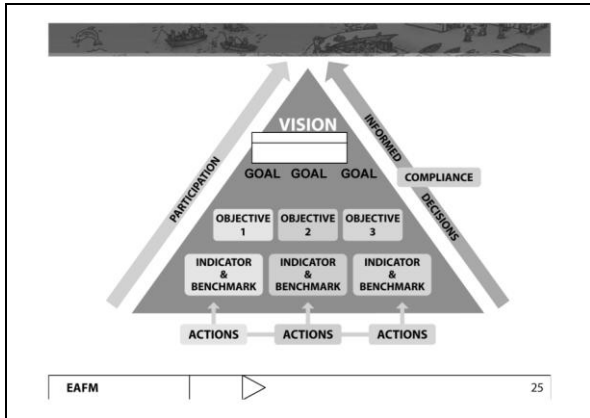 VISION
GOAL GOAL GOAL
PARTICIPATION
INFORMED DECISIONS
COMPLIANCE
OBJECTIVE
1
OBJECTIVE
2
OBJECTIVE
3
INDICATOR
&
BENCHMARK
INDICATOR
&
BENCHMARK
INDICATOR
&
BENCHMARK
ACTIONS
ACTIONS
ACTIONS
EAFM
25